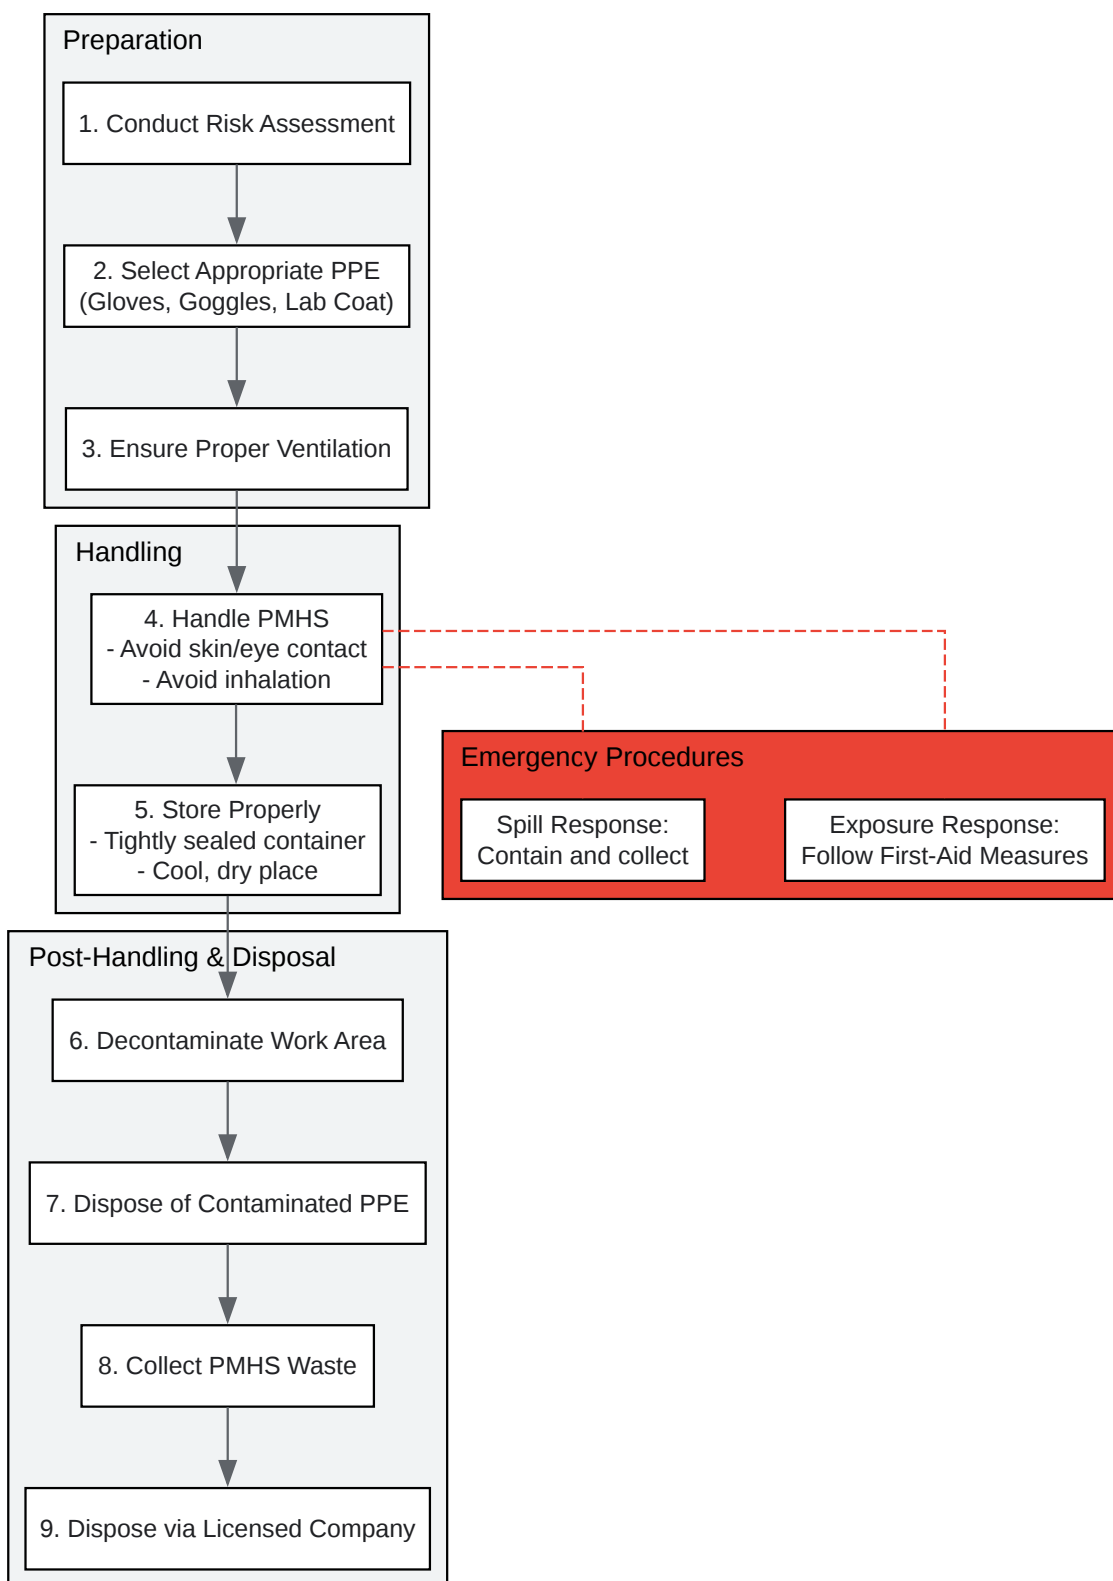 Preparation
1. Conduct Risk Assessment
2. Select Appropriate PPE
(Gloves, Goggles, Lab Coat)
3. Ensure Proper Ventilation
Handling
4. Handle PMHS
- Avoid skin/eye contact
- Avoid inhalation
5. Store Properly
- Tightly sealed container
- Cool, dry place
Emergency Procedures
Spill Response:
Contain and collect
Exposure Response:
Follow First-Aid Measures
Post-Handling & Disposal
6. Decontaminate Work Area
7. Dispose of Contaminated PPE
8. Collect PMHS Waste
9. Dispose via Licensed Company